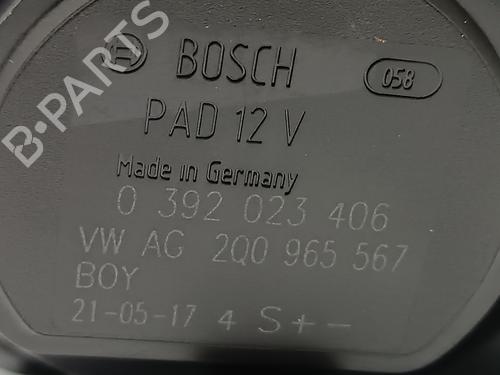 B-PARTS
BOSCH 058
PAD 12 V
Made in Germany
0 392 023 406
VW AG 2Q0 965 567
BOY
21-05-17 4 S+-